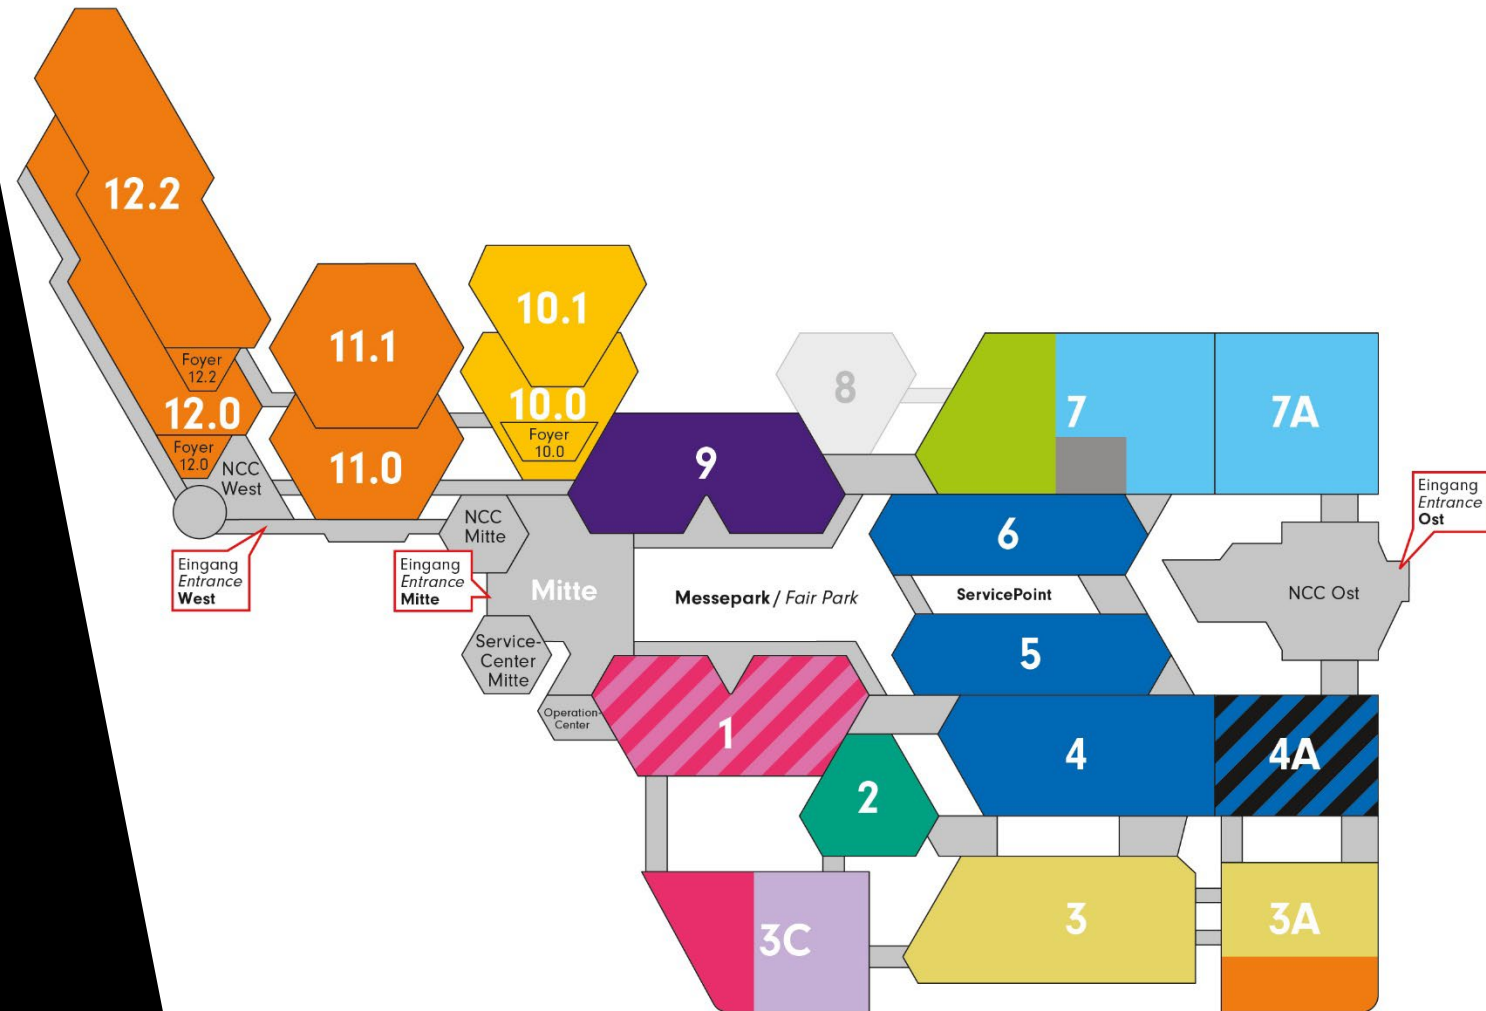 12.2
11.1
10.1
Foyer
12.2
12.0
10.0
Foyer
10.0
8
7
7A
Foyer
12.0
NCC
West
11.0
9
Eingang
Entrance
Ost
NCC
Mitte
6
Eingang
Entrance
West
Eingang
Entrance
Mitte
Mitte
Messepark / Fair Park
ServicePoint
NCC Ost
Service-
Center
Mitte
5
Operation-
Center
1
4
4A
2
3C
3
3A